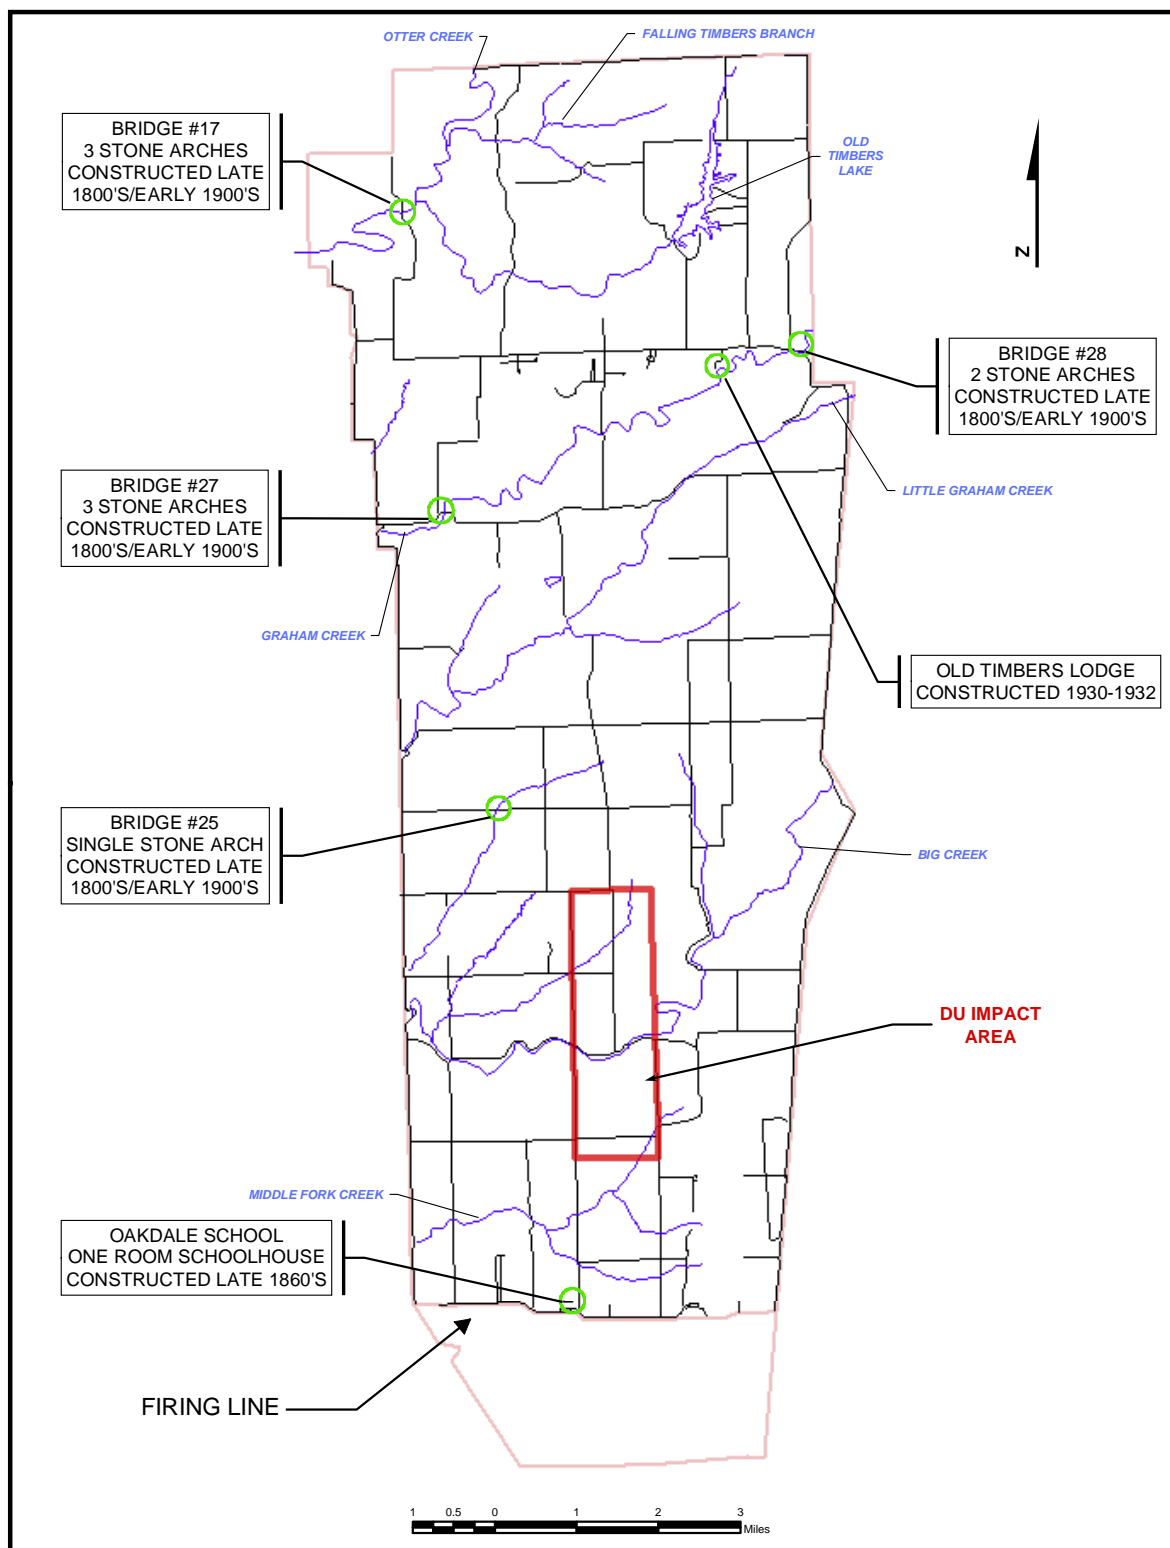 OTTER CREEK
FALLING TIMBERS BRANCH
BRIDGE #17
3 STONE ARCHES
CONSTRUCTED LATE
1800'S/EARLY 1900'S
OLD
TIMBERS
LAKE
N
BRIDGE #28
2 STONE ARCHES
CONSTRUCTED LATE
1800'S/EARLY 1900'S
BRIDGE #27
3 STONE ARCHES
CONSTRUCTED LATE
1800'S/EARLY 1900'S
LITTLE GRAHAM CREEK
GRAHAM CREEK
OLD TIMBERS LODGE
CONSTRUCTED 1930-1932
BRIDGE #25
SINGLE STONE ARCH
CONSTRUCTED LATE
1800'S/EARLY 1900'S
BIG CREEK
DU IMPACT
AREA
MIDDLE FORK CREEK
OAKDALE SCHOOL
ONE ROOM SCHOOLHOUSE
CONSTRUCTED LATE 1860'S
FIRING LINE
1 0.5 0 1 2 3
Miles